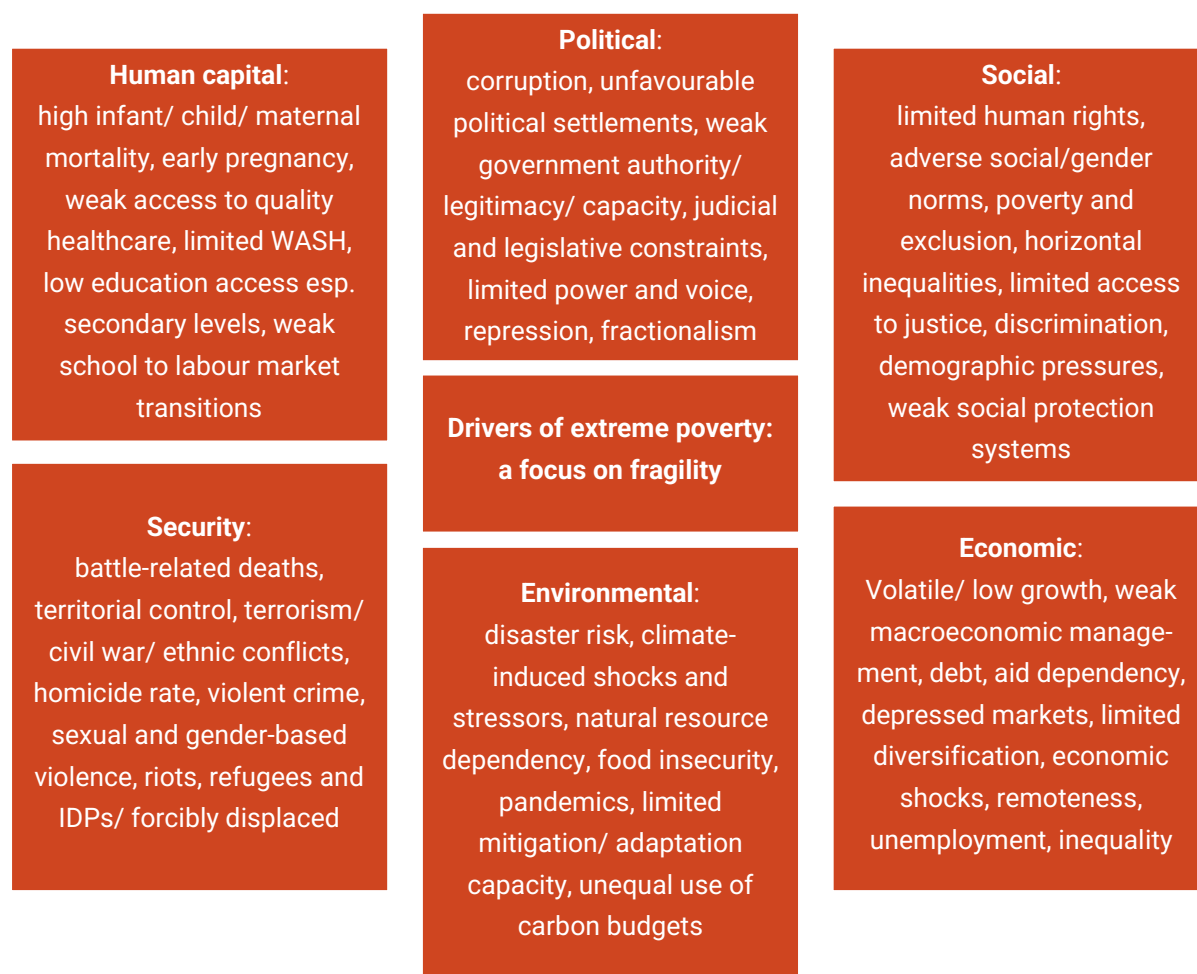 Human capital:
high infant/ child/ maternal
mortality, early pregnancy,
weak access to quality
healthcare, limited WASH,
low education access esp.
secondary levels, weak
school to labour market
transitions
Political:
corruption, unfavourable
political settlements, weak
government authority/
legitimacy/ capacity, judicial
and legislative constraints,
limited power and voice,
repression, fractionalism
Social:
limited human rights,
adverse social/gender
norms, poverty and
exclusion, horizontal
inequalities, limited access
to justice, discrimination,
demographic pressures,
weak social protection
systems
Drivers of extreme poverty:
a focus on fragility
Security:
battle-related deaths,
territorial control, terrorism/
civil war/ ethnic conflicts,
homicide rate, violent crime,
sexual and gender-based
violence, riots, refugees and
IDPs/ forcibly displaced
Environmental:
disaster risk, climate-
induced shocks and
stressors, natural resource
dependency, food insecurity,
pandemics, limited
mitigation/ adaptation
capacity, unequal use of
carbon budgets
Economic:
Volatile/ low growth, weak
macroeconomic manage-
ment, debt, aid dependency,
depressed markets, limited
diversification, economic
shocks, remoteness,
unemployment, inequality